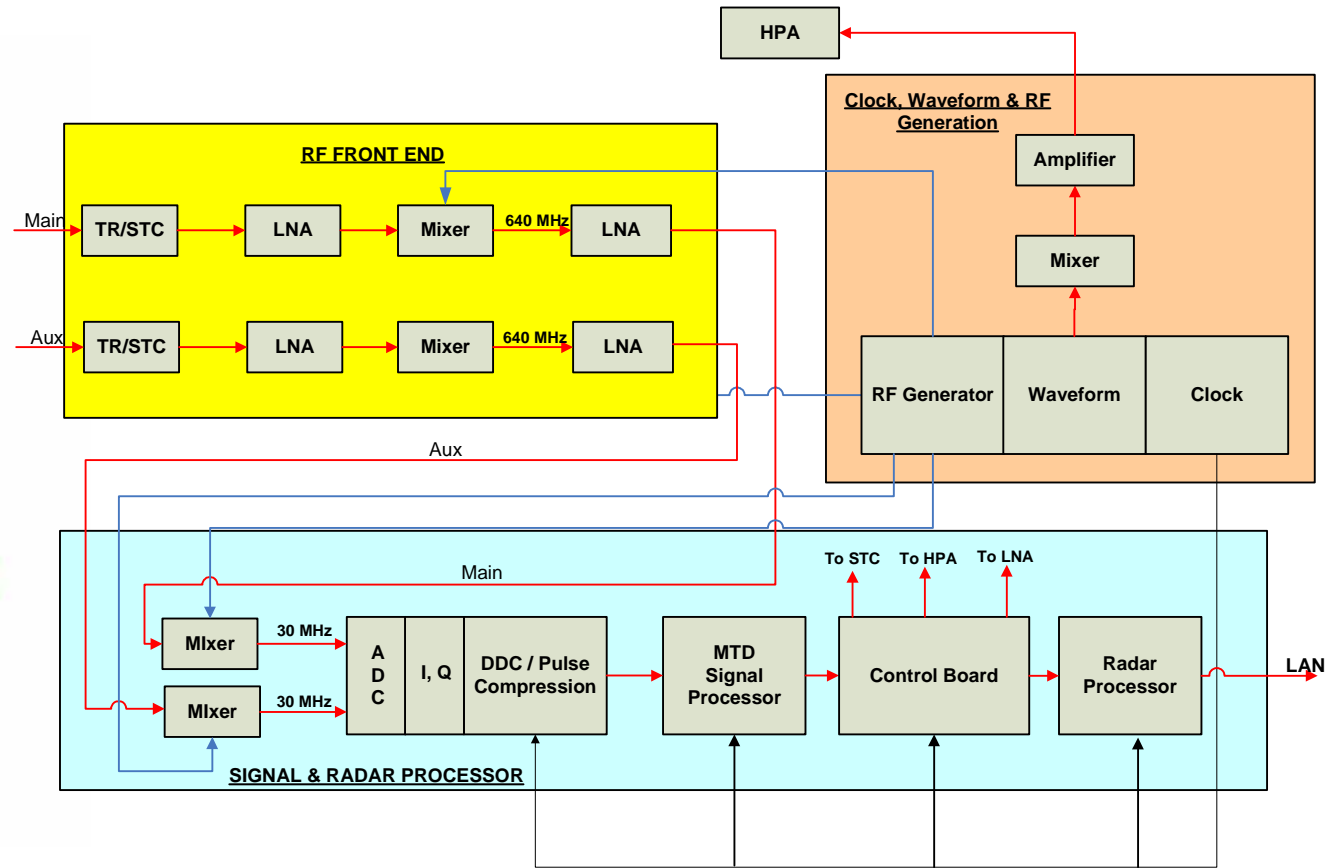 HPA
Clock, Waveform & RF
Generation
Amplifier
Mixer
RF Generator
Waveform
Clock
RF FRONT END
Main
TR/STC
LNA
Mixer
640 MHz
LNA
Aux
TR/STC
LNA
Mixer
640 MHz
LNA
Aux
Main
To STC
To HPA
To LNA
MIxer
30 MHz
MIxer
30 MHz
A
D
C
I, Q
DDC / Pulse
Compression
MTD
Signal
Processor
Control Board
Radar
Processor
LAN
SIGNAL & RADAR PROCESSOR